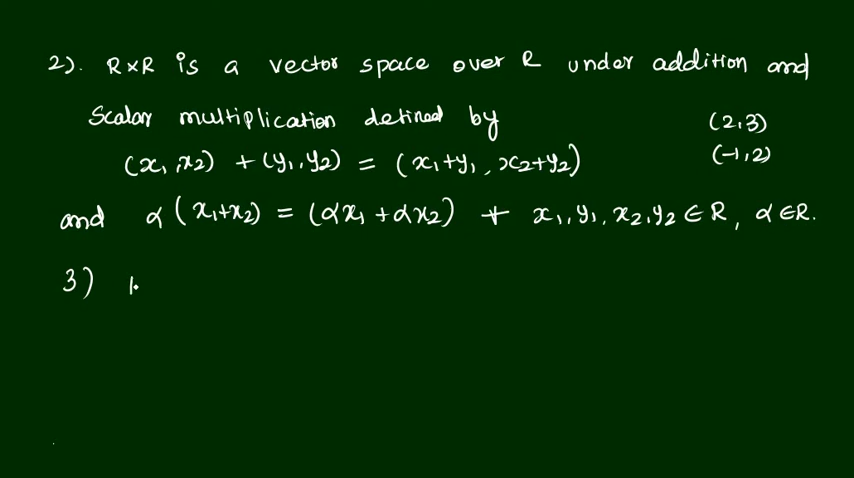 2). R×R is a vector space over R under addition and
Scalar multiplication defined by
(2,3)
(x₁,x₂) + (y₁,y₂) = (x₁+y₁, x₂+y₂)
(-1,2)
and α(x₁+x₂) = (αx₁+αx₂) + x₁,y₁,x₂,y₂ ∈ R, α∈R.
3)